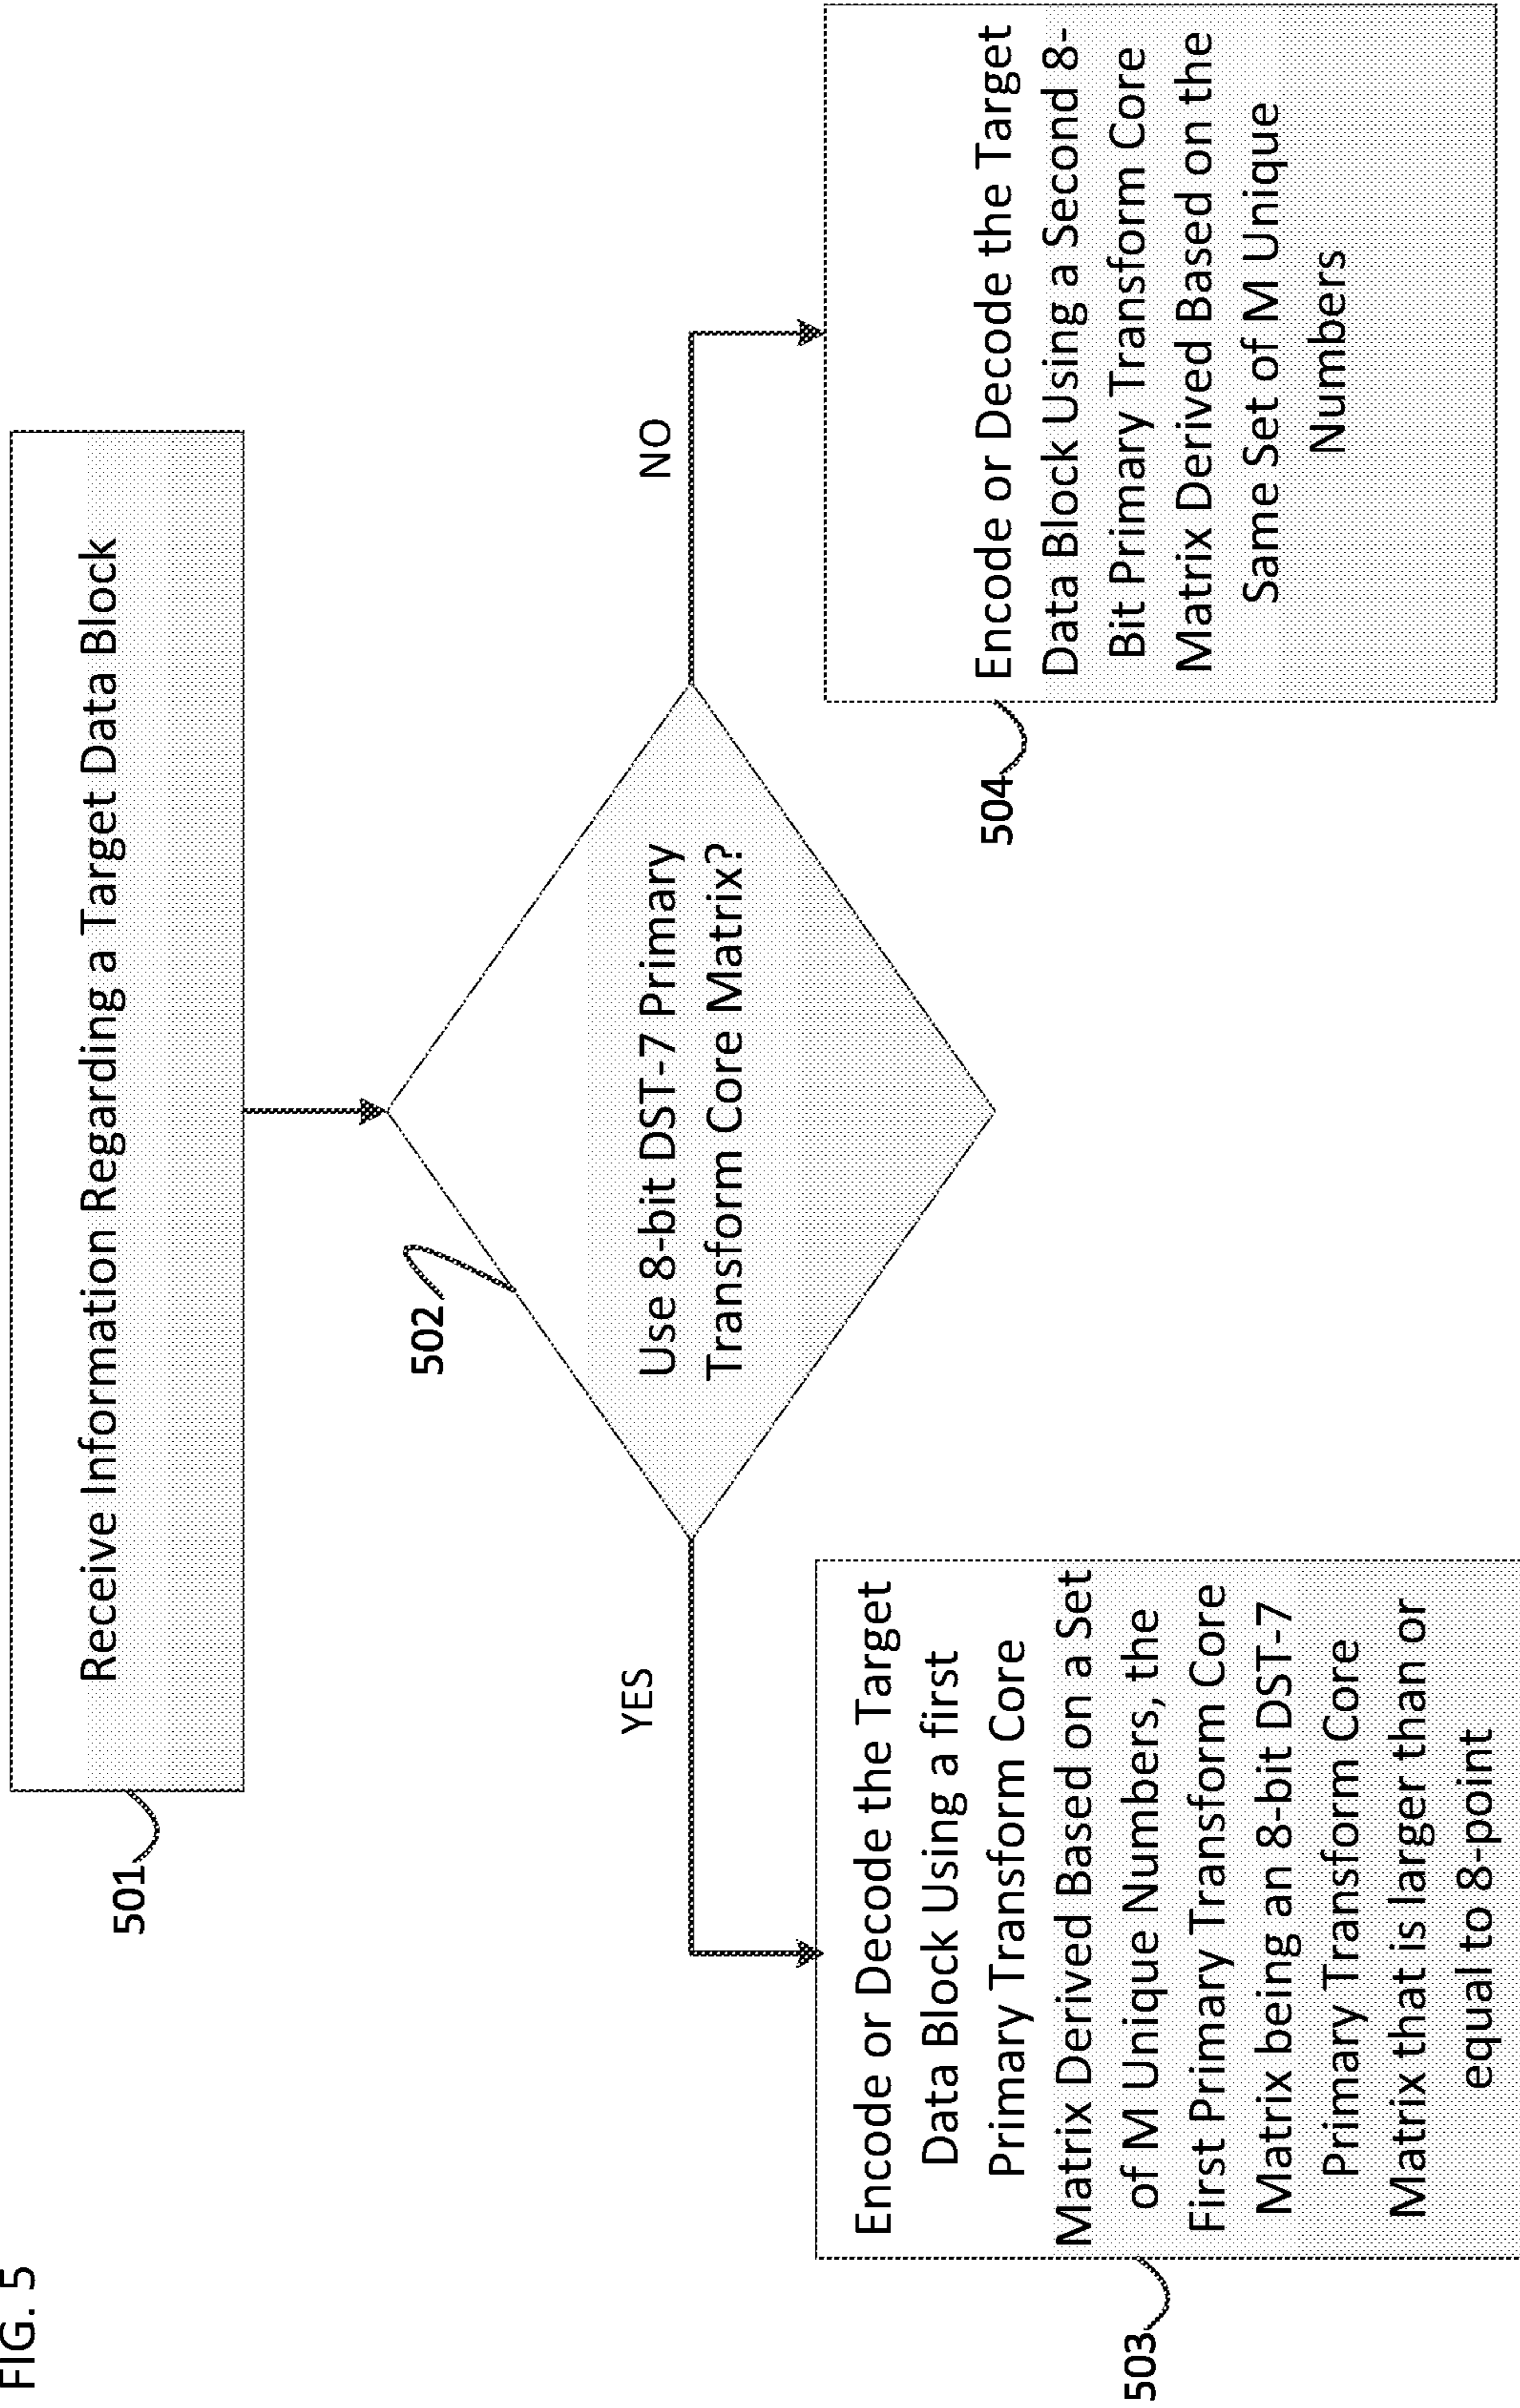 FIG. 5
501
Receive Information Regarding a Target Data Block
502
Use 8-bit DST-7 Primary
Transform Core Matrix?
YES
NO
503
Encode or Decode the Target
Data Block Using a first
Primary Transform Core
Matrix Derived Based on a Set
of M Unique Numbers, the
First Primary Transform Core
Matrix being an 8-bit DST-7
Primary Transform Core
Matrix that is larger than or
equal to 8-point
504
Encode or Decode the Target
Data Block Using a Second 8-
Bit Primary Transform Core
Matrix Derived Based on the
Same Set of M Unique
Numbers